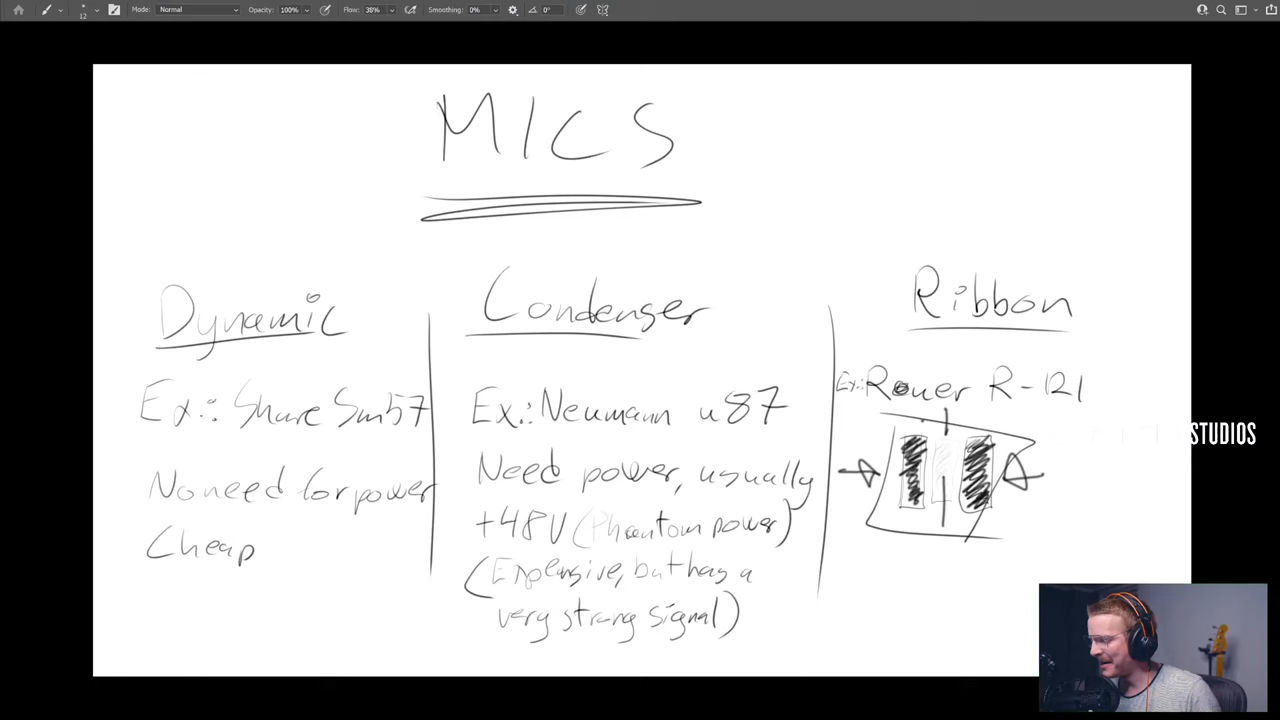 Mode: Normal Opacity: 100% Flow: 38% Smoothing: 0% 0°
12
MICS
Dynamic
Ex.: Shure Sm57
No need for power
Cheap
Condenser
Ex.: Neumann u87
Need power, usually
+48V (Phantom power)
(Expensive, but has a
very strong signal)
Ribbon
Ex.: Royer R-121
STUDIOS